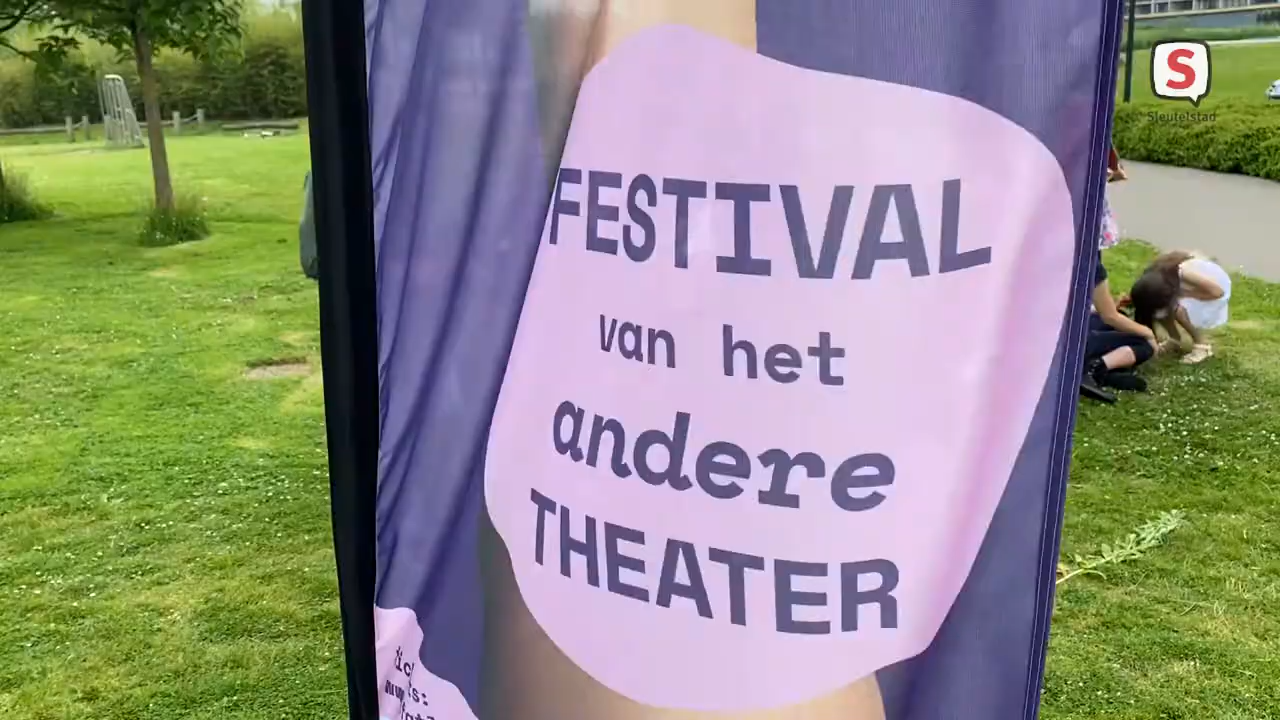 S
Sleutelstad
FESTIVAL
van het
andere
THEATER